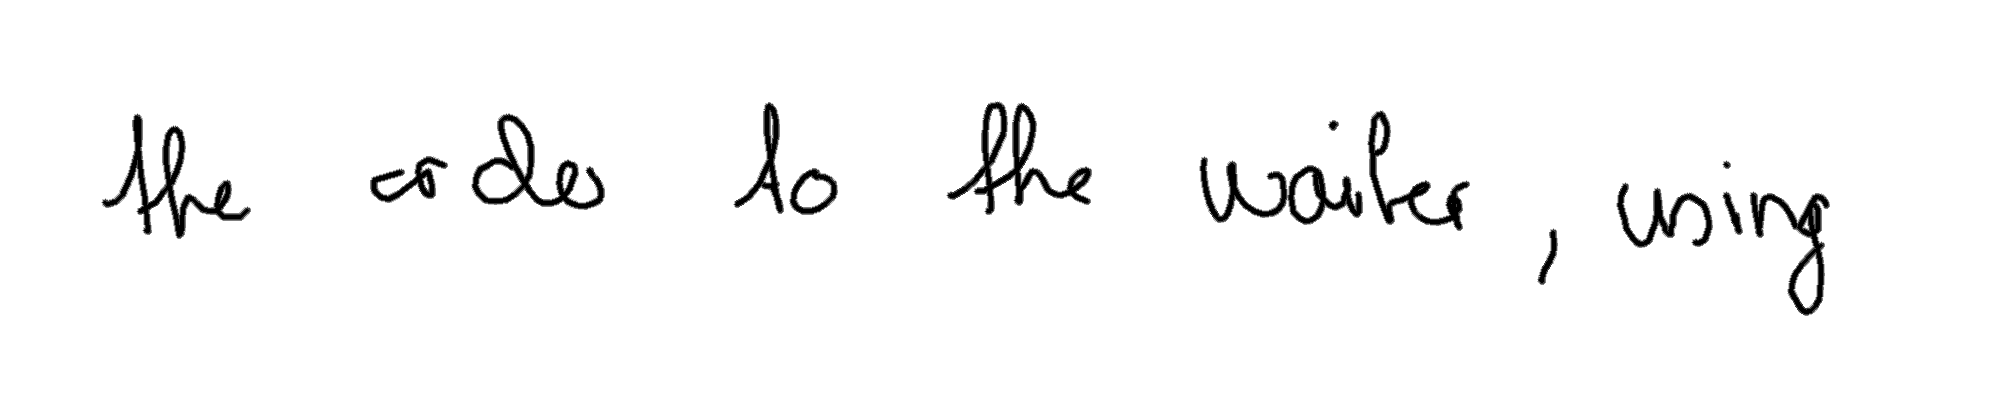 the order to the waiter, using